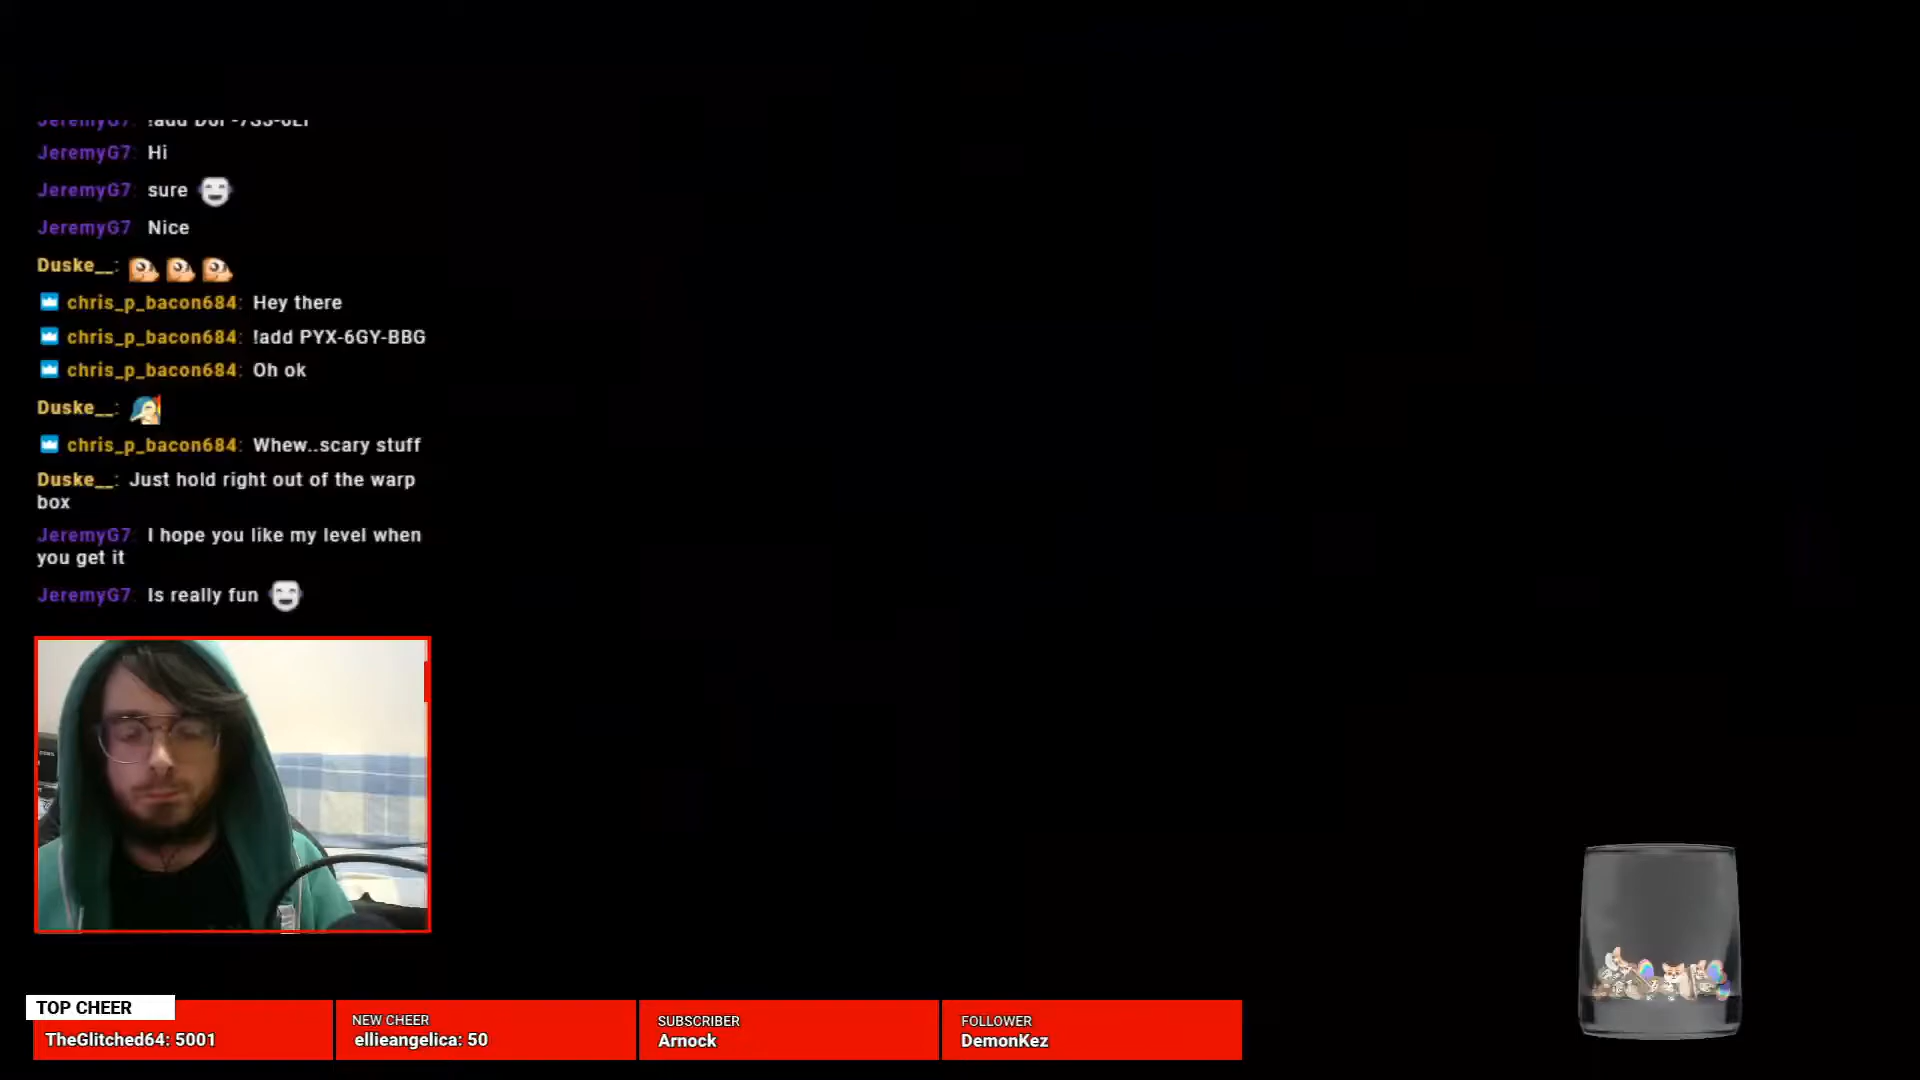 JeremyG7: !add
JeremyG7: Hi
JeremyG7: sure
JeremyG7 Nice
Duske__:
chris_p_bacon684: Hey there
chris_p_bacon684: !add PYX-6GY-BBG
chris_p_bacon684: Oh ok
Duske__:
chris_p_bacon684: Whew..scary stuff
Duske__: Just hold right out of the warp
box
JeremyG7 I hope you like my level when
you get it
JeremyG7. Is really fun
TOP CHEER
TheGlitched64: 5001
NEW CHEER
ellieangelica: 50
SUBSCRIBER
Arnock
FOLLOWER
DemonKez